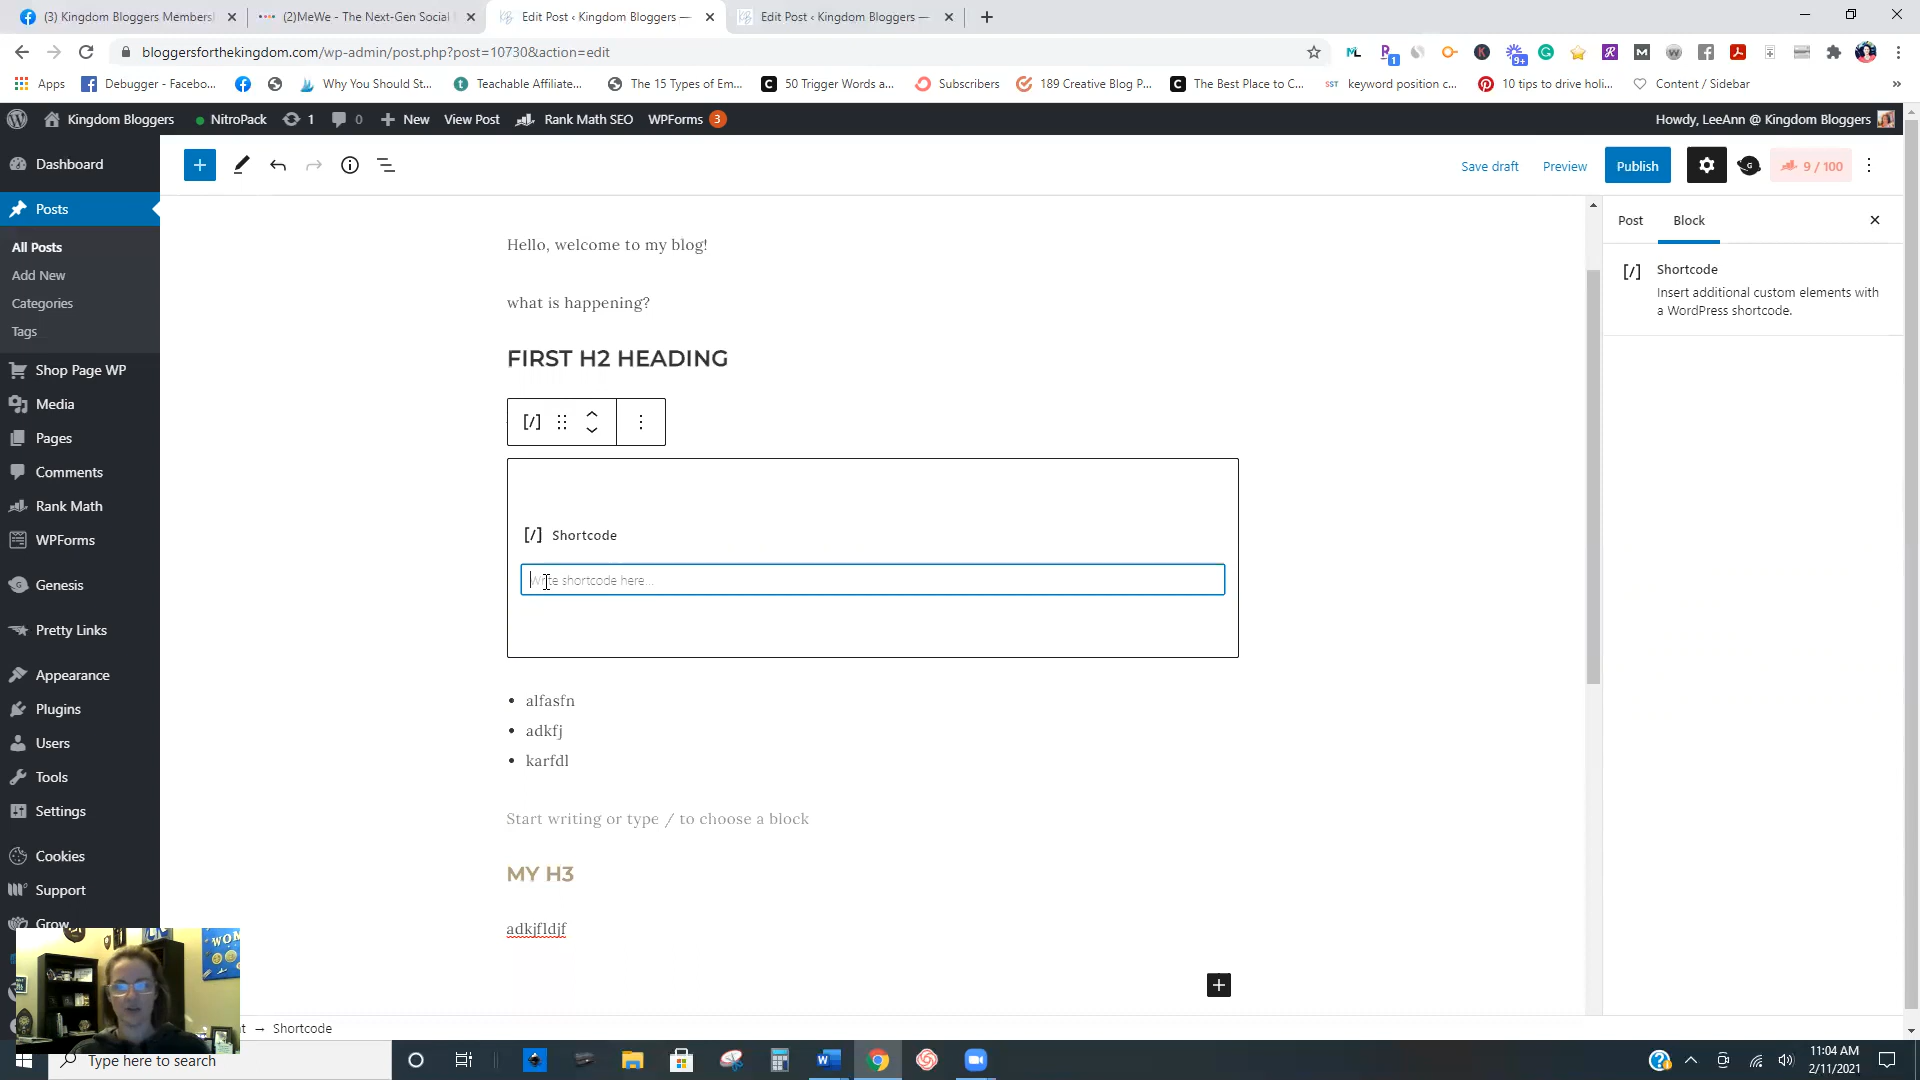 (3) Kingdom Bloggers Membersh
(2)MeWe - The Next-Gen Social
Edit Post ‹ Kingdom Bloggers —
Edit Post ‹ Kingdom Bloggers —
bloggersforthekingdom.com/wp-admin/post.php?post=10730&action=edit
1
9+
Apps
Debugger - Facebo...
Why You Should St...
Teachable Affiliate...
The 15 Types of Em...
50 Trigger Words a...
Subscribers
189 Creative Blog P...
The Best Place to C...
keyword position c...
10 tips to drive holi...
Content / Sidebar
Kingdom Bloggers
NitroPack
1
0
New
View Post
Rank Math SEO
WPForms
3
Howdy, LeeAnn @ Kingdom Bloggers
Dashboard
Posts
All Posts
Add New
Categories
Tags
Shop Page WP
Media
Pages
Comments
Rank Math
WPForms
Genesis
Pretty Links
Appearance
Plugins
Users
Tools
Settings
Cookies
Support
Grow
Save draft
Preview
Publish
9 / 100
Hello, welcome to my blog!
what is happening?
FIRST H2 HEADING
[/]
[/] Shortcode
Write shortcode here...
• alfasfn
• adkfj
• karfdl
Start writing or type / to choose a block
MY H3
adkjfldjf
→ Shortcode
Post
Block
[/] Shortcode
Insert additional custom elements with
a WordPress shortcode.
WOM
Type here to search
11:04 AM
2/11/2021